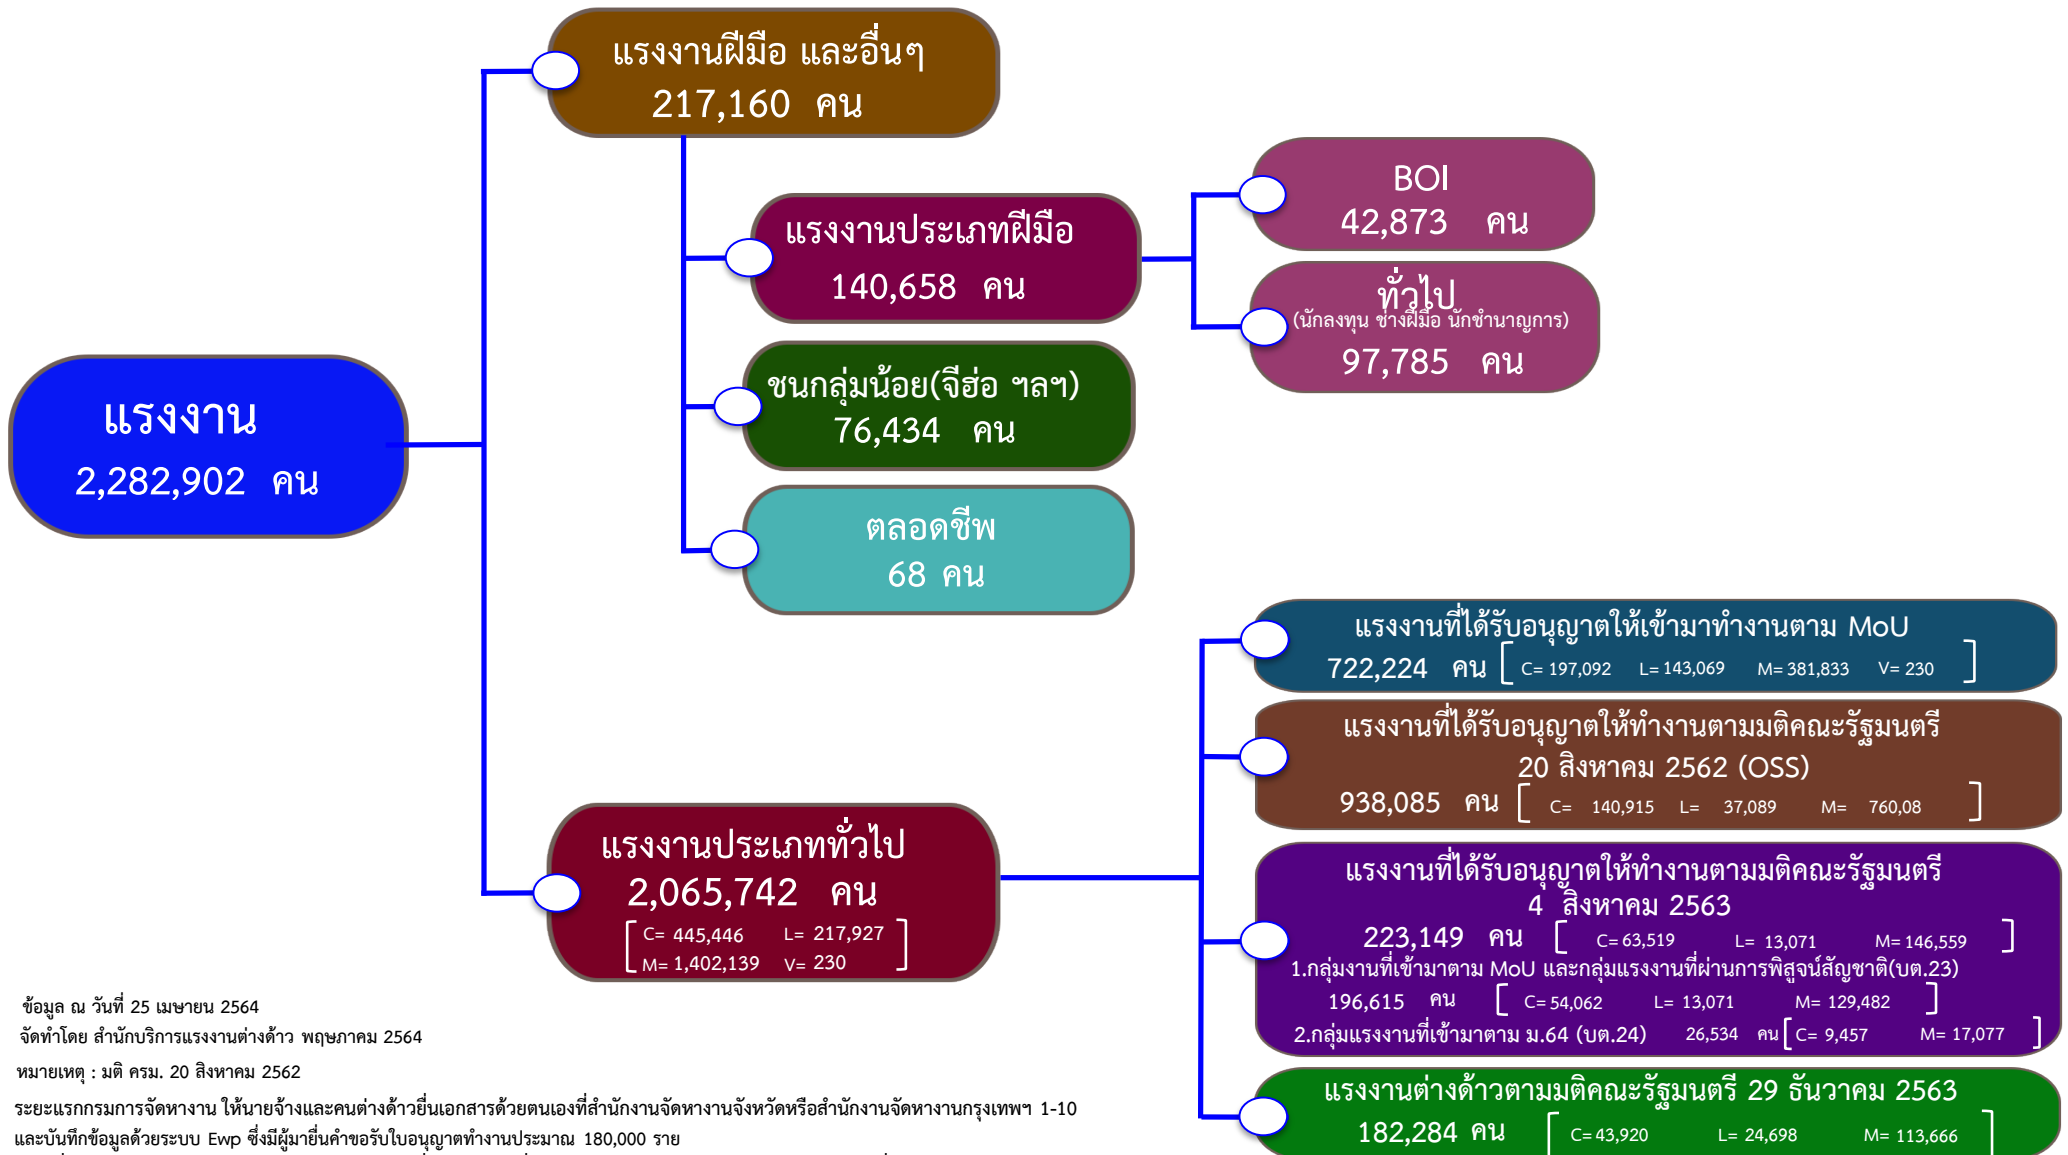 แรงงานฝีมือ และอื่นๆ
217,160 คน
BOI
42,873 คน
แรงงานประเภทฝีมือ
140,658 คน
ทั่วไป
(นักลงทุน ช่างฝีมือ นักชำนาญการ)
97,785 คน
ชนกลุ่มน้อย(จีฮ่อ ฯลฯ)
76,434 คน
แรงงาน
2,282,902 คน
ตลอดชีพ
68 คน
แรงงานที่ได้รับอนุญาตให้เข้ามาทำงานตาม MoU
722,224 คน [ C= 197,092 L= 143,069 M= 381,833 V= 230 ]
แรงงานที่ได้รับอนุญาตให้ทำงานตามมติคณะรัฐมนตรี
20 สิงหาคม 2562 (OSS)
938,085 คน [ C= 140,915 L= 37,089 M= 760,08 ]
แรงงานประเภททั่วไป
2,065,742 คน
[ C= 445,446 L= 217,927 ]
M= 1,402,139 V= 230
แรงงานที่ได้รับอนุญาตให้ทำงานตามมติคณะรัฐมนตรี
4 สิงหาคม 2563
223,149 คน [ C= 63,519 L= 13,071 M= 146,559 ]
1.กลุ่มงานที่เข้ามาตาม MoU และกลุ่มแรงงานที่ผ่านการพิสูจน์สัญชาติ(บต.23)
196,615 คน [ C= 54,062 L= 13,071 M= 129,482 ]
2.กลุ่มแรงงานที่เข้ามาตาม ม.64 (บต.24) 26,534 คน [ C= 9,457 M= 17,077 ]
แรงงานต่างด้าวตามมติคณะรัฐมนตรี 29 ธันวาคม 2563
182,284 คน [ C= 43,920 L= 24,698 M= 113,666 ]
ข้อมูล ณ วันที่ 25 เมษายน 2564
จัดทำโดย สำนักบริการแรงงานต่างด้าว พฤษภาคม 2564
หมายเหตุ : มติ ครม. 20 สิงหาคม 2562
ระยะแรกกรมการจัดหางาน ให้นายจ้างและคนต่างด้าวยื่นเอกสารด้วยตนเองที่สำนักงานจัดหางานจังหวัดหรือสำนักงานจัดหางานกรุงเทพฯ 1-10
และบันทึกข้อมูลด้วยระบบ Ewp ซึ่งมีผู้มายื่นคำขอรับใบอนุญาตทำงานประมาณ 180,000 ราย